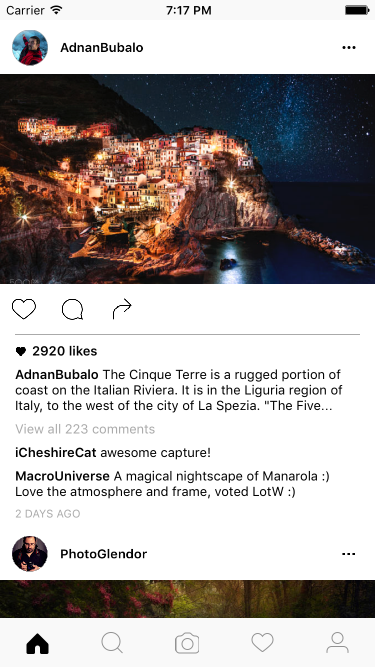 Carrier 7:17 PM
AdnanBubalo
2920 likes
AdnanBubalo The Cinque Terre is a rugged portion of
coast on the Italian Riviera. It is in the Liguria region of
Italy, to the west of the city of La Spezia. "The Five...
View all 223 comments
iCheshireCat awesome capture!
MacroUniverse A magical nightscape of Manarola :)
Love the atmosphere and frame, voted LotW :)
2 DAYS AGO
PhotoGlendor